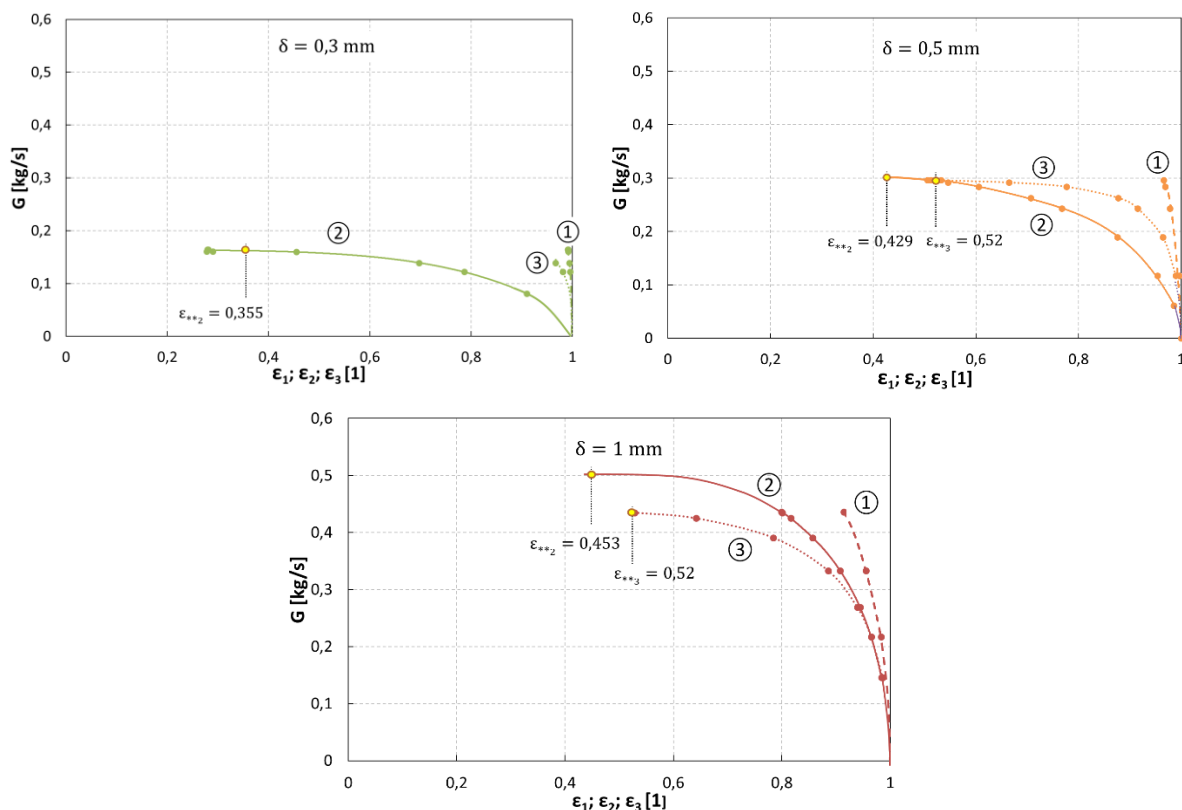 δ = 0,3 mm
G [kg/s]
0,6
0,5
0,4
0,3
0,2
0,1
0
②
①
③
ε**₂ = 0,355
0 0,2 0,4 0,6 0,8 1
ε₁; ε₂; ε₃ [1]
δ = 0,5 mm
G [kg/s]
0,6
0,5
0,4
0,3
0,2
0,1
0
③
①
②
ε**₂ = 0,429 ε**₃ = 0,52
0 0,2 0,4 0,6 0,8 1
ε₁; ε₂; ε₃ [1]
δ = 1 mm
G [kg/s]
0,6
0,5
0,4
0,3
0,2
0,1
0
②
①
③
ε**₂ = 0,453
ε**₃ = 0,52
0 0,2 0,4 0,6 0,8 1
ε₁; ε₂; ε₃ [1]